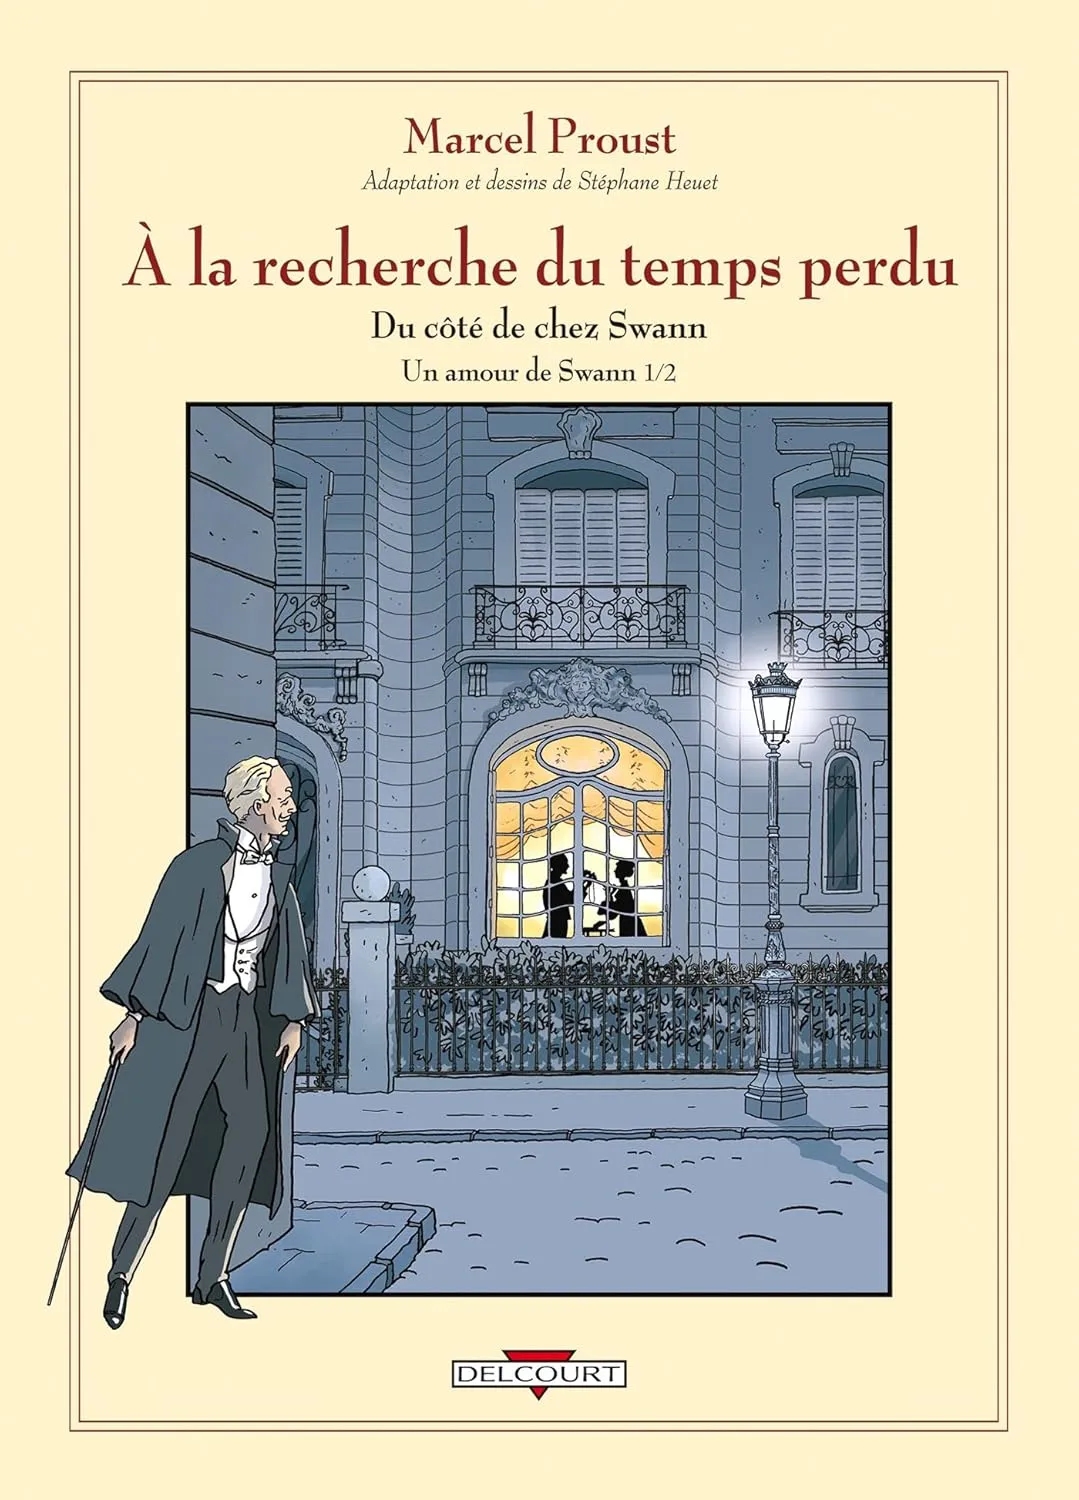 Marcel Proust
Adaptation et dessins de Stéphane Heuet
À la recherche du temps perdu
Du côté de chez Swann
Un amour de Swann 1/2
DELCOURT